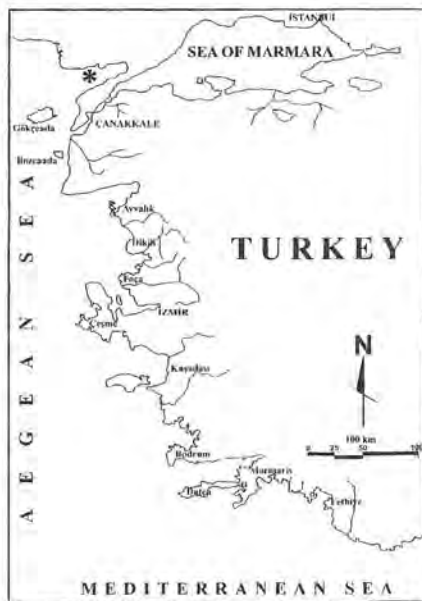 İSTANBUL
SEA OF MARMARA
*
ÇANAKKALE
Gökçeada
Bozcaada
AEGEAN SEA
Ayvalık
Dikili
TURKEY
Foça
İZMİR
Çeşme
N
Kuşadası
100 km
0 25 50 100
Bodrum
Marmaris
Datça
Fethiye
MEDITERRANEAN SEA